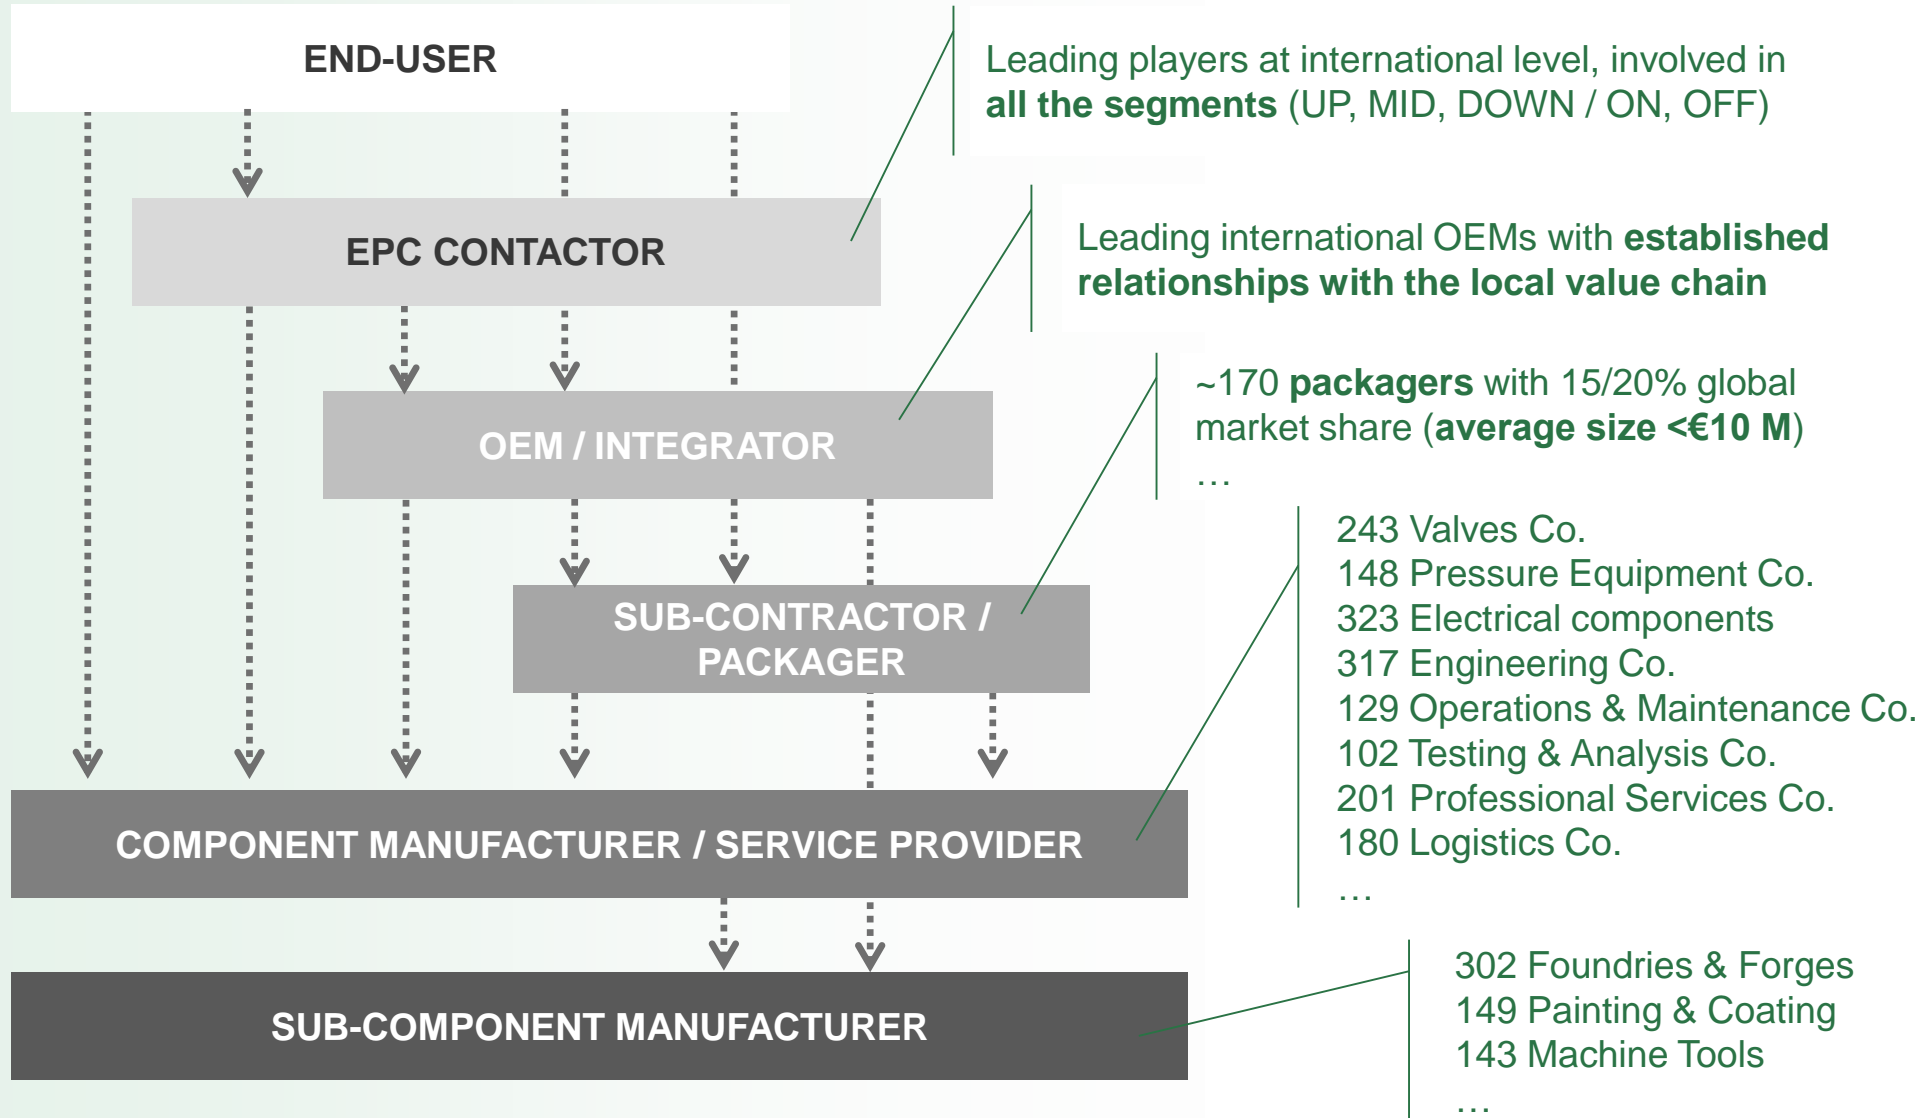 END-USER
Leading players at international level, involved in
all the segments (UP, MID, DOWN / ON, OFF)
EPC CONTACTOR
Leading international OEMs with established
relationships with the local value chain
OEM / INTEGRATOR
~170 packagers with 15/20% global
market share (average size <€10 M)
…
SUB-CONTRACTOR /
PACKAGER
243 Valves Co.
148 Pressure Equipment Co.
323 Electrical components
317 Engineering Co.
129 Operations & Maintenance Co.
102 Testing & Analysis Co.
201 Professional Services Co.
180 Logistics Co.
…
COMPONENT MANUFACTURER / SERVICE PROVIDER
SUB-COMPONENT MANUFACTURER
302 Foundries & Forges
149 Painting & Coating
143 Machine Tools
…